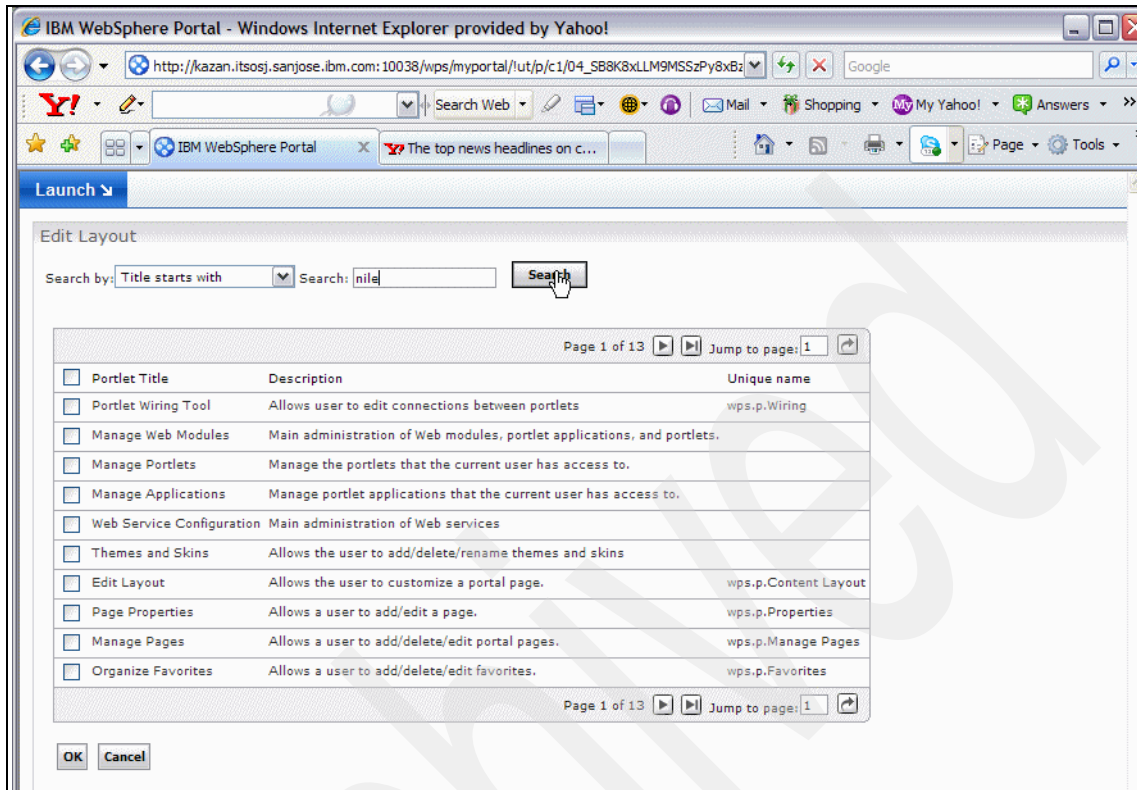 IBM WebSphere Portal - Windows Internet Explorer provided by Yahoo!
http://kazan.itsosj.sanjose.ibm.com:10038/wps/myportal/!ut/p/c1/04_SB8K8xLLM9MSSzPy8xBz Google
Y! Search Web Mail Shopping My My Yahoo! Answers >>
IBM WebSphere Portal X Y! The top news headlines on c... Page Tools
Launch
Edit Layout
Search by: Title starts with Search: nile Search
Page 1 of 13 Jump to page: 1
Portlet Title Description Unique name
Portlet Wiring Tool Allows user to edit connections between portlets wps.p.Wiring
Manage Web Modules Main administration of Web modules, portlet applications, and portlets.
Manage Portlets Manage the portlets that the current user has access to.
Manage Applications Manage portlet applications that the current user has access to.
Web Service Configuration Main administration of Web services
Themes and Skins Allows the user to add/delete/rename themes and skins
Edit Layout Allows the user to customize a portal page. wps.p.Content Layout
Page Properties Allows a user to add/edit a page. wps.p.Properties
Manage Pages Allows a user to add/delete/edit portal pages. wps.p.Manage Pages
Organize Favorites Allows a user to add/delete/edit favorites. wps.p.Favorites
Page 1 of 13 Jump to page: 1
OK Cancel